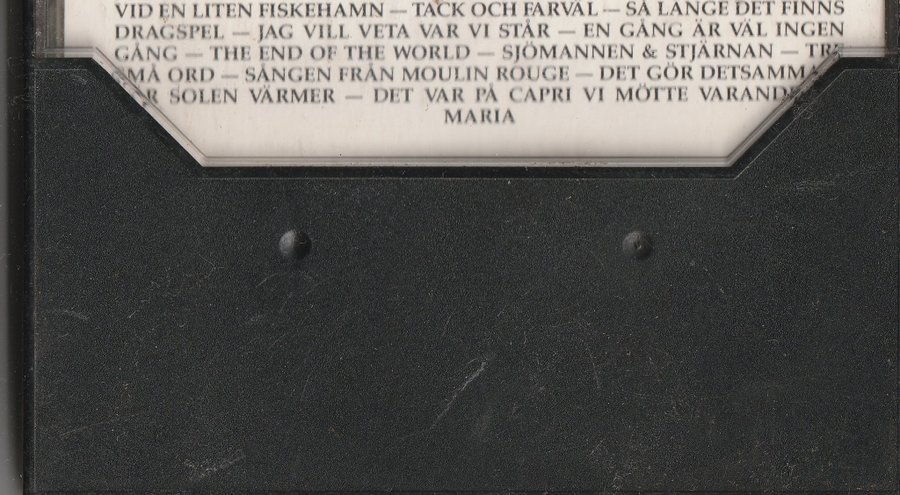 VID EN LITEN FISKEHAMN — TACK OCH FARVÄL — SÅ LÄNGE DET FINNS
DRAGSPEL — JAG VILL VETA VAR VI STÅR — EN GÅNG ÄR VÄL INGEN
GÅNG — THE END OF THE WORLD — SJÖMANNEN & STJÄRNAN —
ORD — SÅNGEN FRÅN MOULIN ROUGE — DET GÖR DETSAMMA
SOLEN VÄRMER — DET VAR PÅ CAPRI VI MÖTTE
MARIA